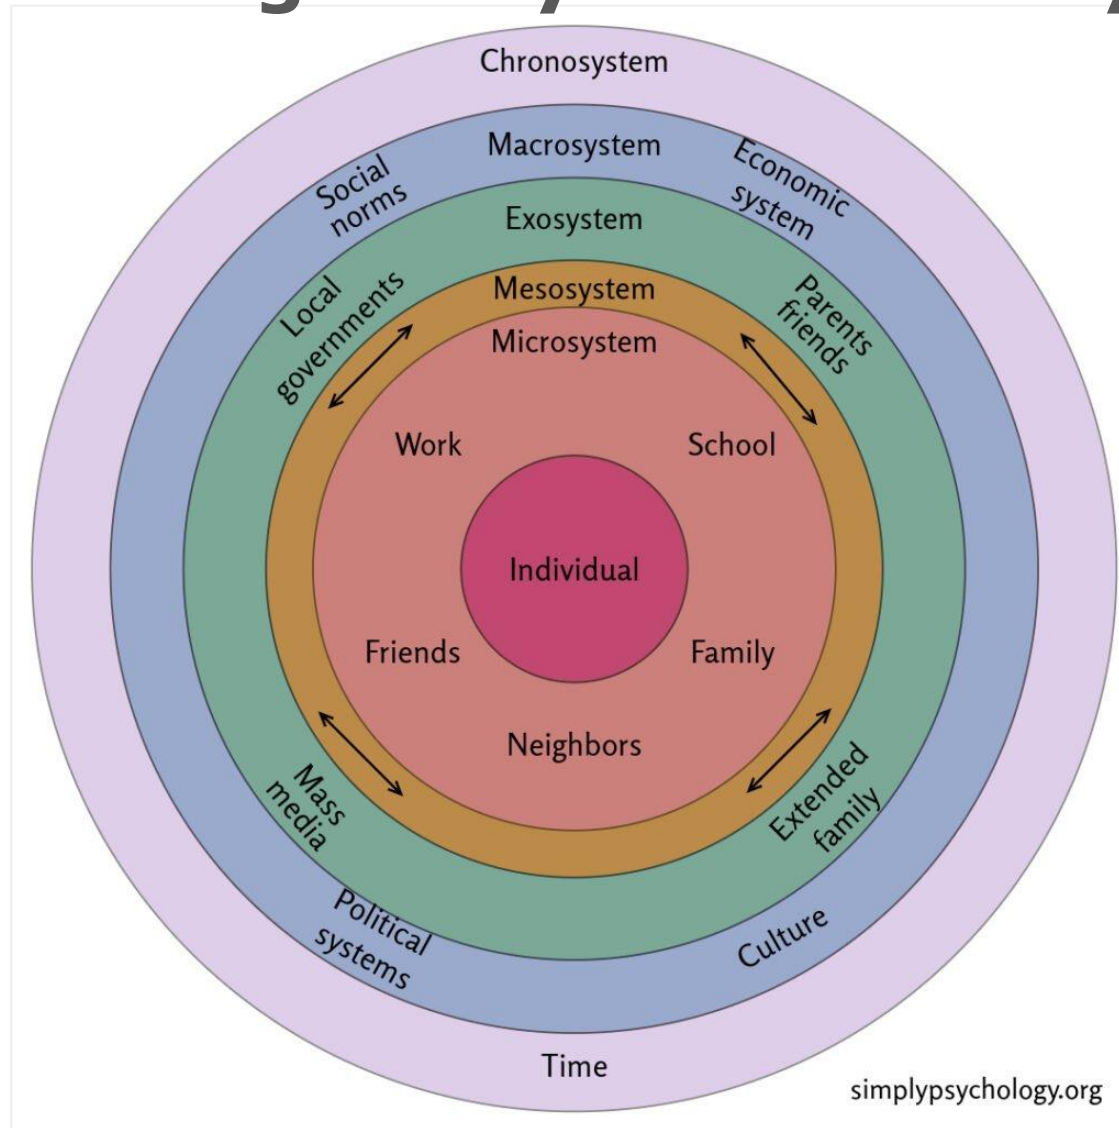 Chronosystem
Macrosystem
Social
norms
Economic
system
Exosystem
Local
governments
Parents
friends
Mesosystem
Microsystem
Work
School
Individual
Friends
Family
Neighbors
Mass
media
Extended
family
Political
systems
Culture
Time
simplypsychology.org